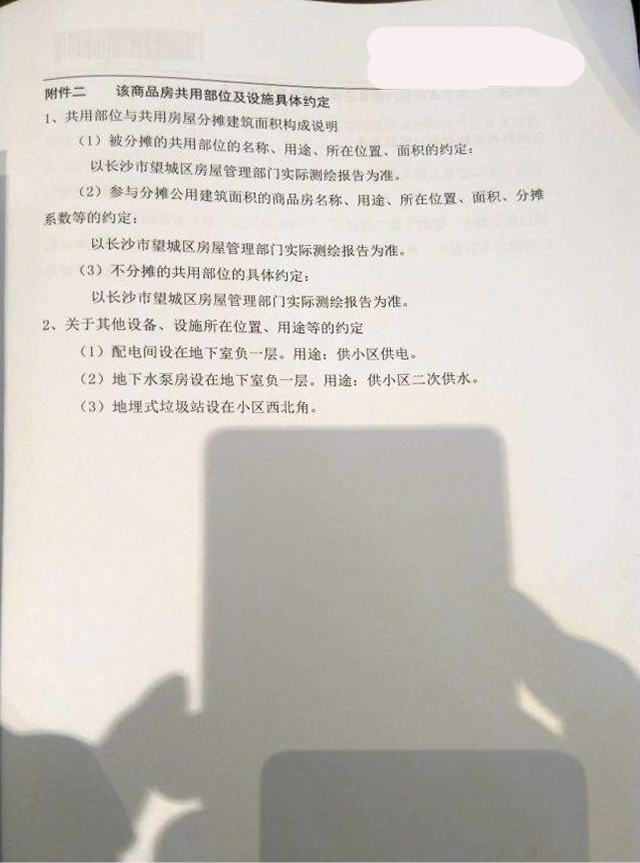 附件二 该商品房共用部位及设施具体约定
1、共用部位与共用房屋分摊建筑面积构成说明
（1）被分摊的共用部位的名称、用途、所在位置、面积的约定：
以长沙市望城区房屋管理部门实际测绘报告为准。
（2）参与分摊公用建筑面积的商品房名称、用途、所在位置、面积、分摊
系数等的约定：
以长沙市望城区房屋管理部门实际测绘报告为准。
（3）不分摊的共用部位的具体约定：
以长沙市望城区房屋管理部门实际测绘报告为准。
2、关于其他设备、设施所在位置、用途等的约定
（1）配电间设在地下室负一层。用途：供小区供电。
（2）地下水泵房设在地下室负一层。用途：供小区二次供水。
（3）地埋式垃圾站设在小区西北角。